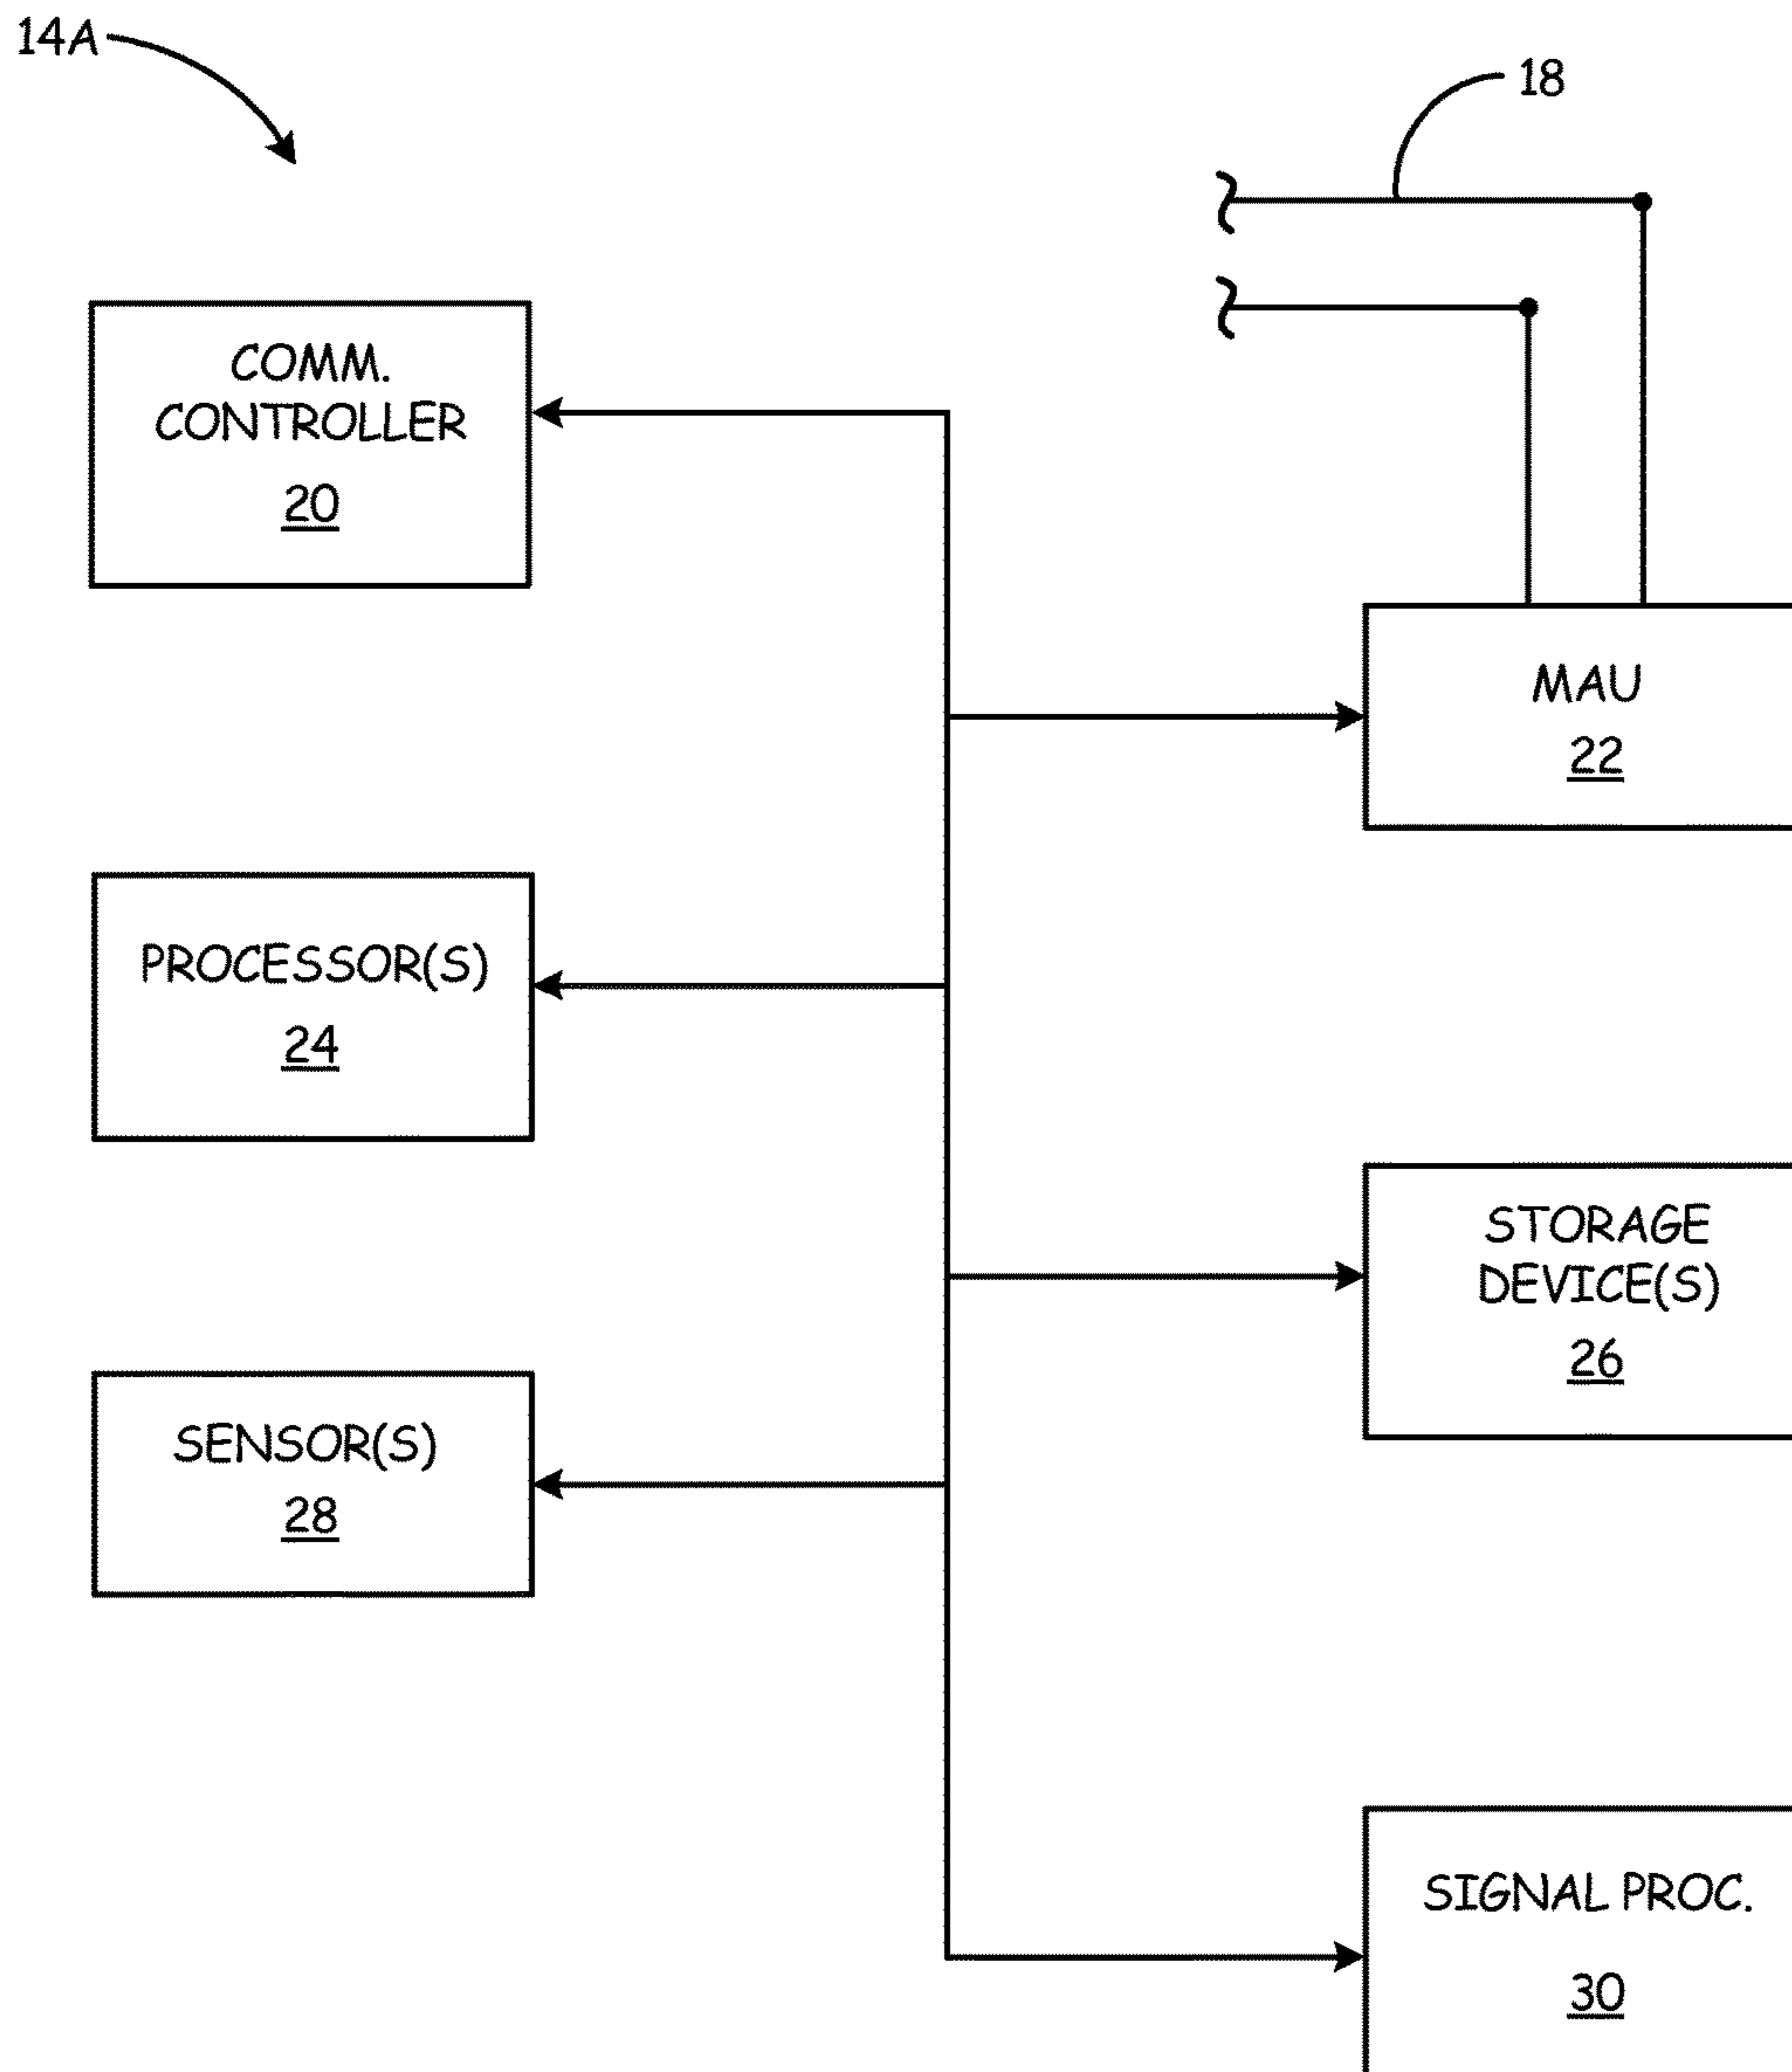 14A
18
COMM.
CONTROLLER
20
MAU
22
PROCESSOR(S)
24
STORAGE
DEVICE(S)
26
SENSOR(S)
28
SIGNAL PROC.
30